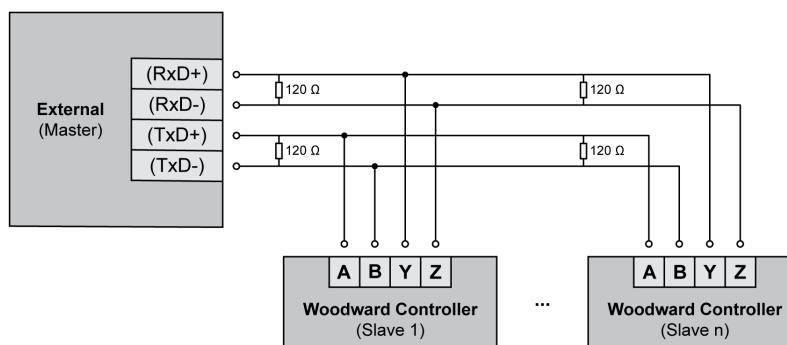 External
(Master)
(RxD+)
(RxD-)
(TxD+)
(TxD-)
120 Ω
120 Ω
120 Ω
120 Ω
A B Y Z
Woodward Controller
(Slave 1)
...
A B Y Z
Woodward Controller
(Slave n)